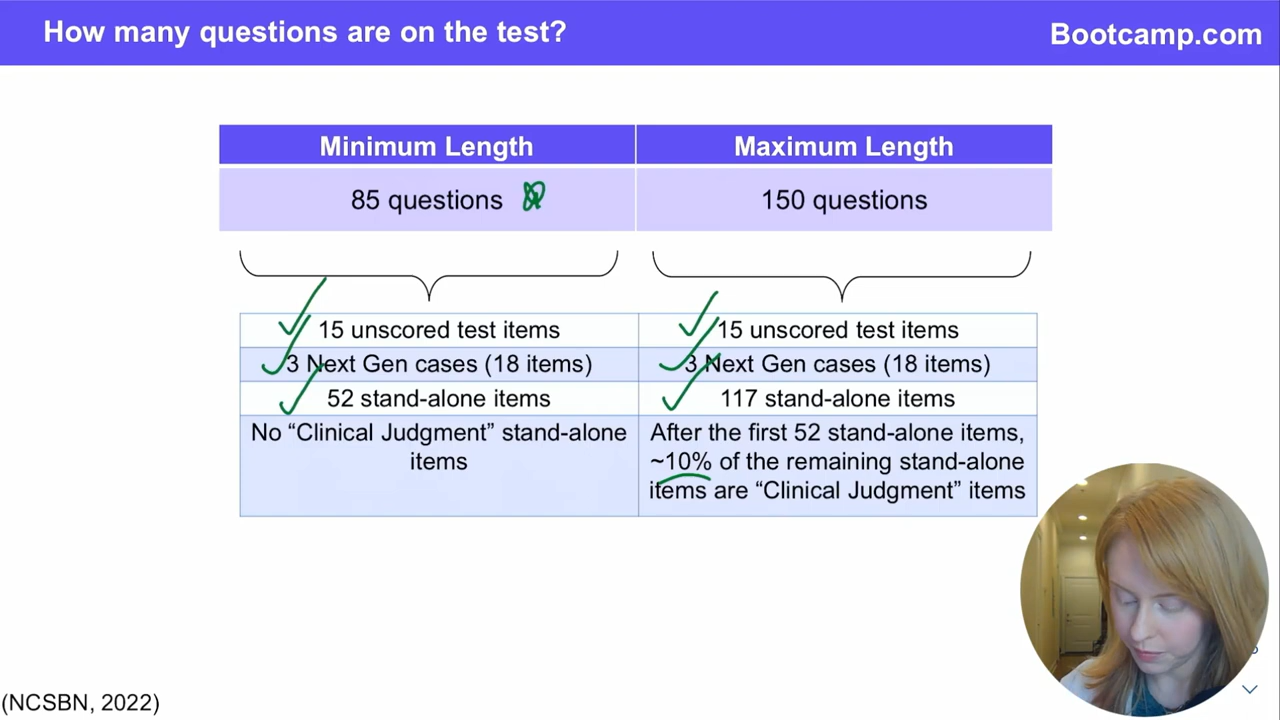 How many questions are on the test?
Bootcamp.com
Minimum Length
Maximum Length
85 questions
150 questions
15 unscored test items
15 unscored test items
3 Next Gen cases (18 items)
3 Next Gen cases (18 items)
52 stand-alone items
117 stand-alone items
No “Clinical Judgment” stand-alone
items
After the first 52 stand-alone items,
~10% of the remaining stand-alone
items are “Clinical Judgment” items
(NCSBN, 2022)